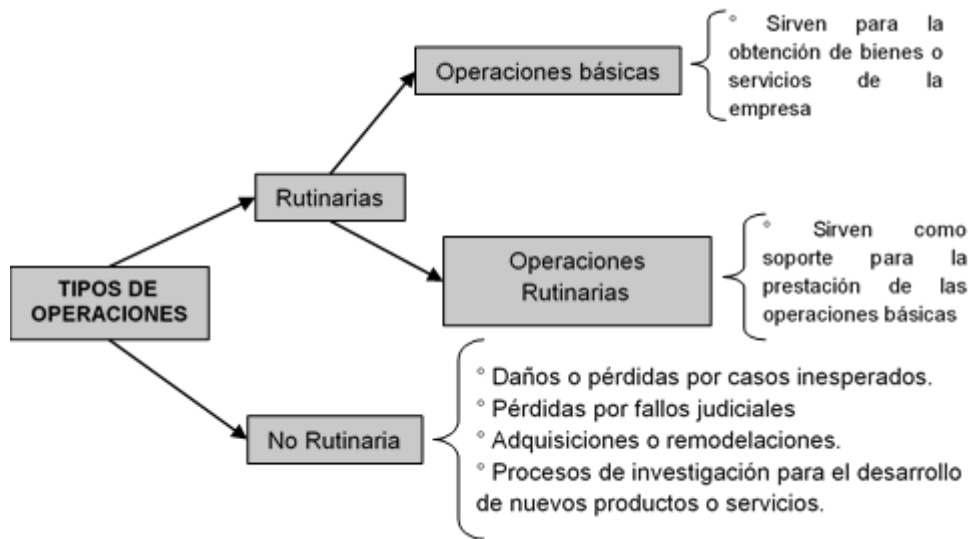 TIPOS DE
OPERACIONES
Rutinarias
Operaciones básicas
° Sirven para la
obtención de bienes o
servicios de la
empresa
Operaciones
Rutinarias
° Sirven como
soporte para la
prestación de las
operaciones básicas
No Rutinaria
° Daños o pérdidas por casos inesperados.
° Pérdidas por fallos judiciales
° Adquisiciones o remodelaciones.
° Procesos de investigación para el desarrollo
de nuevos productos o servicios.